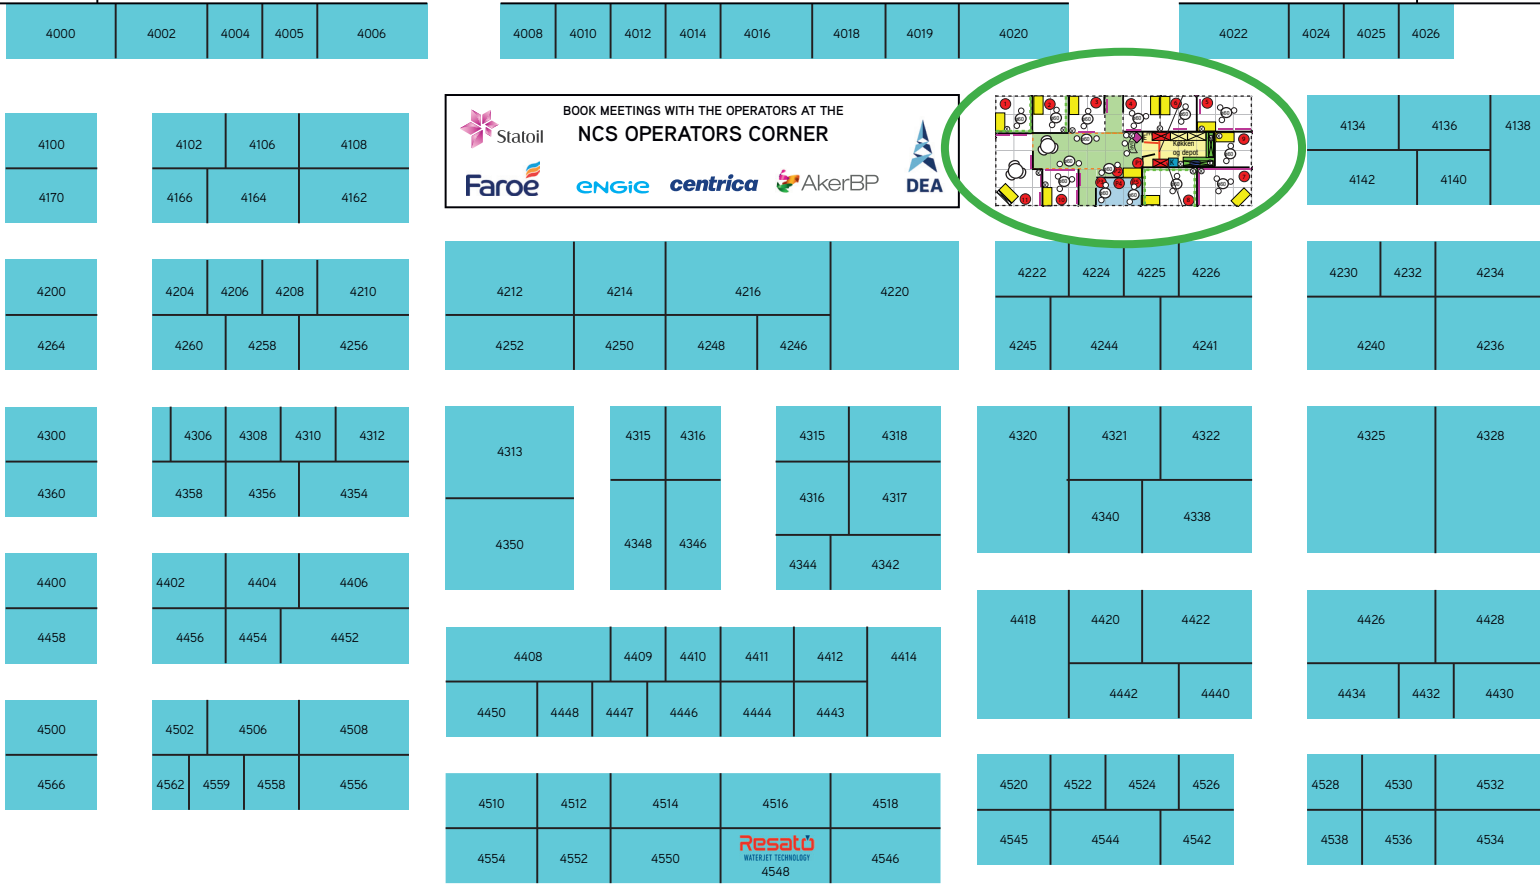 4000 4002 4004 4005 4006 4008 4010 4012 4014 4016 4018 4019 4020 4022 4024 4025 4026
BOOK MEETINGS WITH THE OPERATORS AT THE
NCS OPERATORS CORNER
Statoil
Faroe
ENGIE
centrica
AkerBP
DEA
Køkken
og depot
4134 4136 4138
4142 4140
4100 4102 4106 4108
4170 4166 4164 4162
4200 4204 4206 4208 4210 4212 4214 4216 4220 4222 4224 4225 4226 4230 4232 4234
4264 4260 4258 4256 4252 4250 4248 4246 4245 4244 4241 4240 4236
4300 4306 4308 4310 4312 4313 4315 4316 4315 4318 4320 4321 4322 4325 4328
4360 4358 4356 4354 4316 4317
4350 4348 4346 4344 4342 4340 4338
4400 4402 4404 4406 4418 4420 4422 4426 4428
4458 4456 4454 4452 4408 4409 4410 4411 4412 4414
4450 4448 4447 4446 4444 4443 4442 4440 4434 4432 4430
4500 4502 4506 4508
4566 4562 4559 4558 4556 4520 4522 4524 4526 4528 4530 4532
4510 4512 4514 4516 4518
4545 4544 4542 4538 4536 4534
4554 4552 4550 Resato 4546
WATERJET TECHNOLOGY
4548